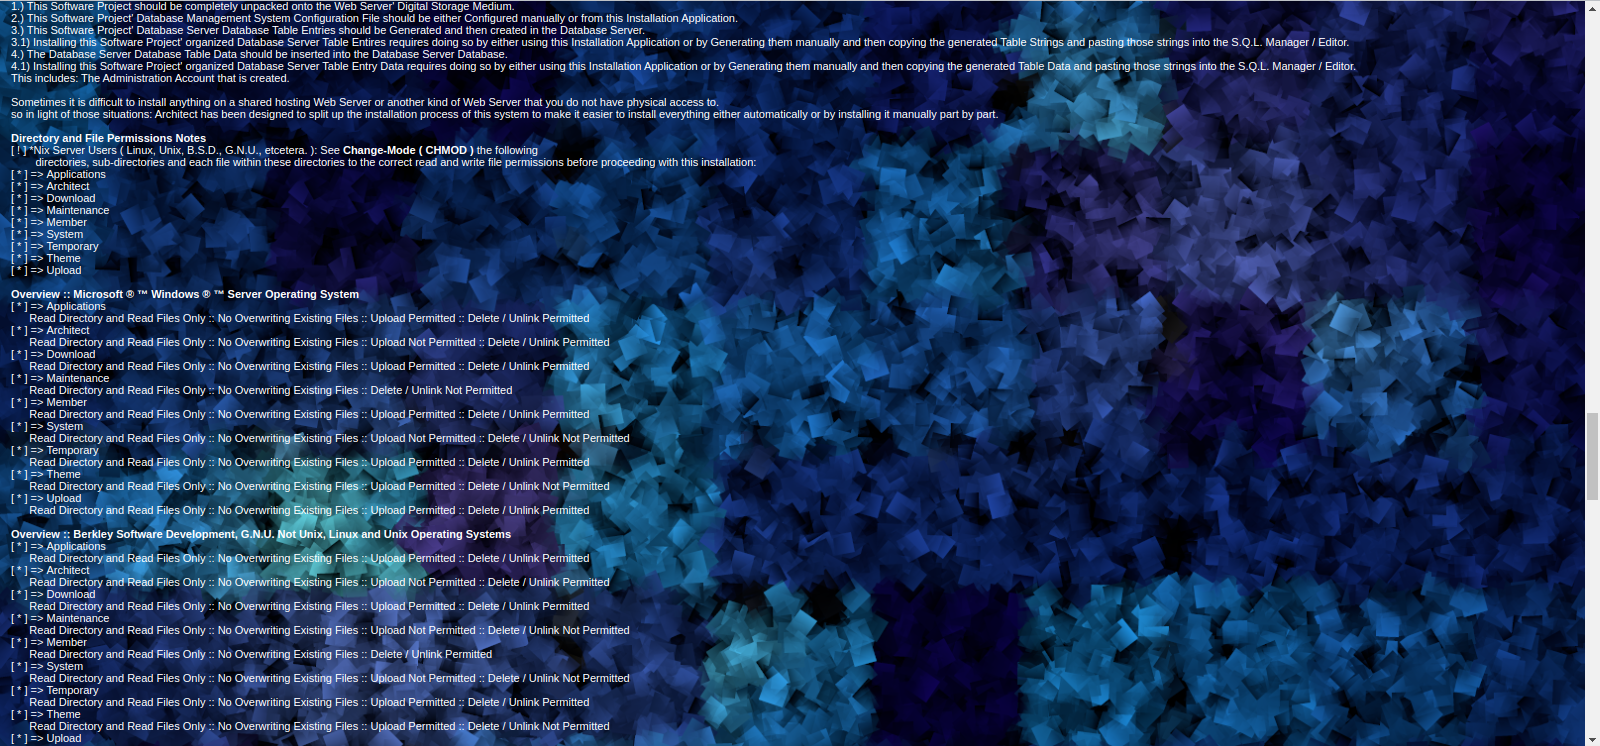 1.) This Software Project should be completely unpacked onto the Web Server' Digital Storage Medium.
2.) This Software Project' Database Management System Configuration File should be either Configured manually or from this Installation Application.
3.) This Software Project' Database Server Database Table Entries should be Generated and then created in the Database Server.
3.1) Installing this Software Project' organized Database Server Table Entires requires doing so by either using this Installation Application or by Generating them manually and then copying the generated Table Strings and pasting those strings into the S.Q.L. Manager / Editor.
4.) The Database Server Database Table Data should be inserted into the Database Server Database.
4.1) Installing this Software Project' organized Database Server Table Entry Data requires doing so by either using this Installation Application or by Generating them manually and then copying the generated Table Data and pasting those strings into the S.Q.L. Manager / Editor.
This includes: The Administration Account that is created.
Sometimes it is difficult to install anything on a shared hosting Web Server or another kind of Web Server that you do not have physical access to.
so in light of those situations: Architect has been designed to split up the installation process of this system to make it easier to install everything either automatically or by installing it manually part by part.
Directory and File Permissions Notes
[ ! ] *Nix Server Users ( Linux, Unix, B.S.D., G.N.U., etcetera. ): See Change-Mode ( CHMOD ) the following
directories, sub-directories and each file within these directories to the correct read and write file permissions before proceeding with this installation:
[ * ] => Applications
[ * ] => Architect
[ * ] => Download
[ * ] => Maintenance
[ * ] => Member
[ * ] => System
[ * ] => Temporary
[ * ] => Theme
[ * ] => Upload
Overview :: Microsoft ® ™ Windows ® ™ Server Operating System
[ * ] => Applications
Read Directory and Read Files Only :: No Overwriting Existing Files :: Upload Permitted :: Delete / Unlink Permitted
[ * ] => Architect
Read Directory and Read Files Only :: No Overwriting Existing Files :: Upload Not Permitted :: Delete / Unlink Permitted
[ * ] => Download
Read Directory and Read Files Only :: No Overwriting Existing Files :: Upload Permitted :: Delete / Unlink Permitted
[ * ] => Maintenance
Read Directory and Read Files Only :: No Overwriting Existing Files :: Delete / Unlink Not Permitted
[ * ] => Member
Read Directory and Read Files Only :: No Overwriting Existing Files :: Upload Permitted :: Delete / Unlink Permitted
[ * ] => System
Read Directory and Read Files Only :: No Overwriting Existing Files :: Upload Not Permitted :: Delete / Unlink Not Permitted
[ * ] => Temporary
Read Directory and Read Files Only :: No Overwriting Existing Files :: Upload Permitted :: Delete / Unlink Permitted
[ * ] => Theme
Read Directory and Read Files Only :: No Overwriting Existing Files :: Upload Permitted :: Delete / Unlink Not Permitted
[ * ] => Upload
Read Directory and Read Files Only :: No Overwriting Existing Files :: Upload Permitted :: Delete / Unlink Permitted
Overview :: Berkley Software Development, G.N.U. Not Unix, Linux and Unix Operating Systems
[ * ] => Applications
Read Directory and Read Files Only :: No Overwriting Existing Files :: Upload Permitted :: Delete / Unlink Permitted
[ * ] => Architect
Read Directory and Read Files Only :: No Overwriting Existing Files :: Upload Not Permitted :: Delete / Unlink Permitted
[ * ] => Download
Read Directory and Read Files Only :: No Overwriting Existing Files :: Upload Permitted :: Delete / Unlink Permitted
[ * ] => Maintenance
Read Directory and Read Files Only :: No Overwriting Existing Files :: Upload Not Permitted :: Delete / Unlink Not Permitted
[ * ] => Member
Read Directory and Read Files Only :: No Overwriting Existing Files :: Delete / Unlink Permitted
[ * ] => System
Read Directory and Read Files Only :: No Overwriting Existing Files :: Upload Not Permitted :: Delete / Unlink Not Permitted
[ * ] => Temporary
Read Directory and Read Files Only :: No Overwriting Existing Files :: Upload Permitted :: Delete / Unlink Permitted
[ * ] => Theme
Read Directory and Read Files Only :: No Overwriting Existing Files :: Upload Permitted :: Delete / Unlink Not Permitted
[ * ] => Upload